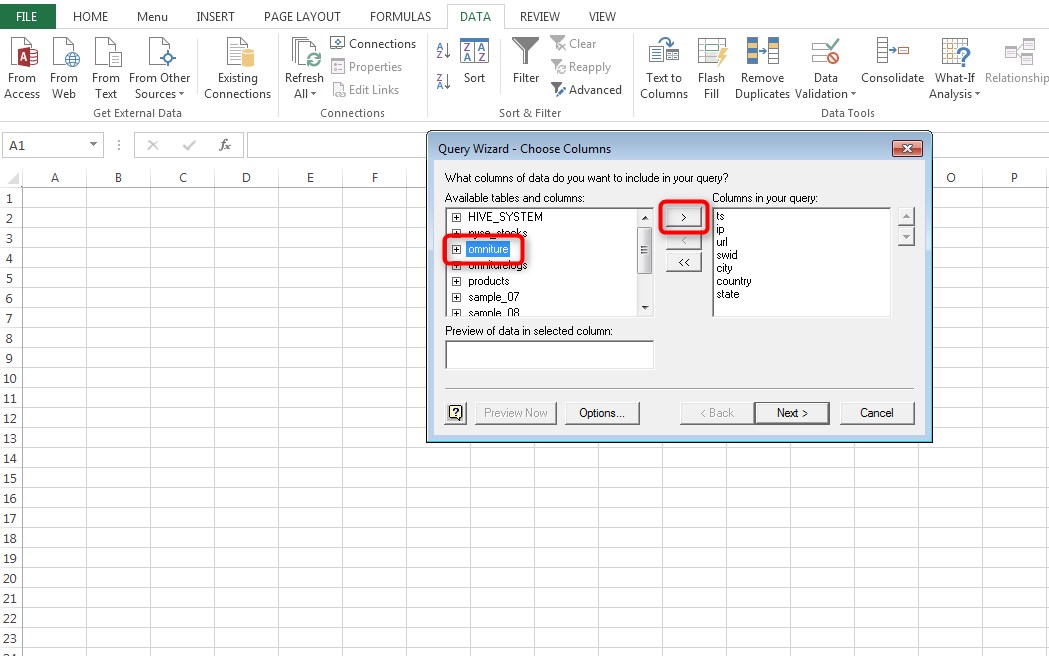 FILE HOME Menu INSERT PAGE LAYOUT FORMULAS DATA REVIEW VIEW
From Access
From Web
From Text
From Other Sources
Existing Connections
Get External Data
Refresh All
Connections
Properties
Edit Links
Connections
A Z
Z A
Z A A Z
Sort
Filter
Clear
Reapply
Advanced
Sort & Filter
Text to Columns
Flash Fill
Remove Duplicates
Data Validation
Consolidate
What-If Analysis
Relationship
Data Tools
A1
fx
A B C D E F O P
1
2
3
4
5
6
7
8
9
10
11
12
13
14
15
16
17
18
19
20
21
22
23
Query Wizard - Choose Columns
What columns of data do you want to include in your query?
Available tables and columns:
HIVE_SYSTEM
nyse_stocks
omniture
omniturelogs
products
sample_07
sample_08
>
<
<<
Columns in your query:
ts
ip
url
swid
city
country
state
Preview of data in selected column:
?
Preview Now
Options...
< Back
Next >
Cancel